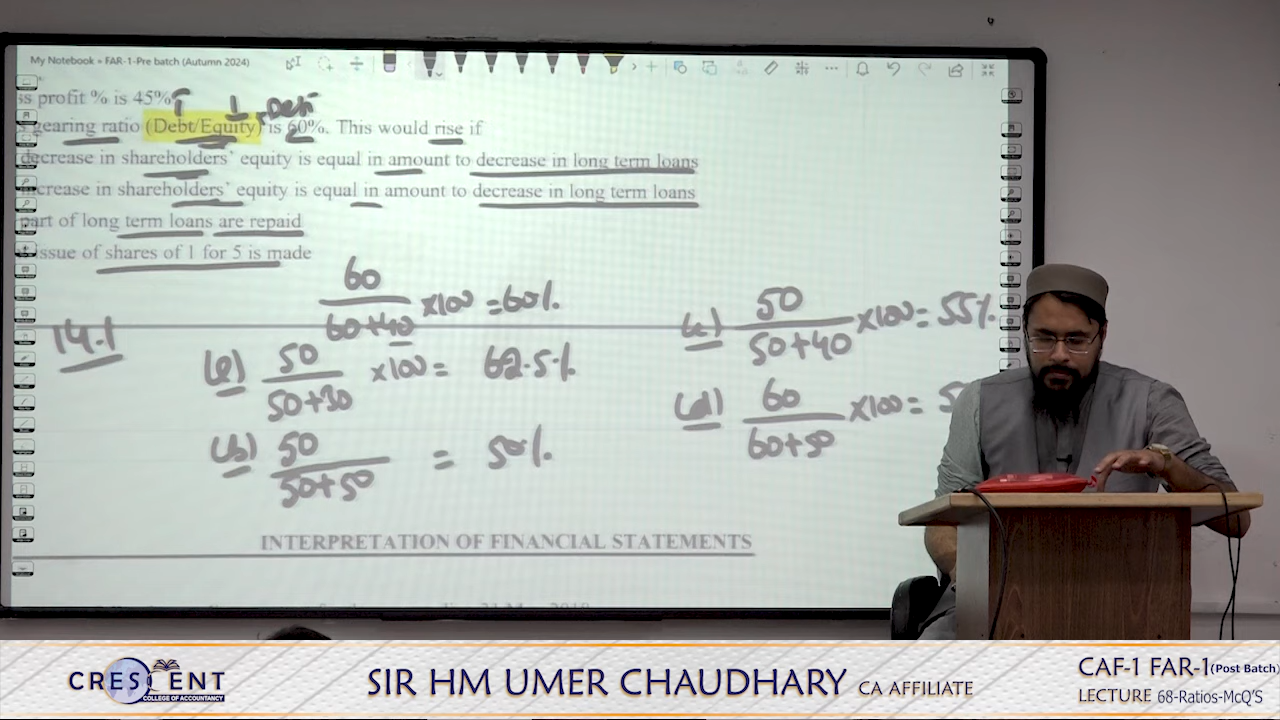 My Notebook » FAR-1-Pre batch (Autumn 2024)
ss profit % is 45%
Debt
s gearing ratio (Debt/Equity) is 60%. This would rise if
decrease in shareholders' equity is equal in amount to decrease in long term loans
increase in shareholders' equity is equal in amount to decrease in long term loans
part of long term loans are repaid
issue of shares of 1 for 5 is made
60
60+40 ×100 =60%
14.1
(a) 50
50+30 ×100 = 62.5%
(b) 50
50+50 = 50%
(c) 50
50+40 ×100 = 55%
(d) 60
60+50 ×100 = 5
INTERPRETATION OF FINANCIAL STATEMENTS
CRESCENT
COLLEGE OF ACCOUNTANCY
SIR HM UMER CHAUDHARY CA AFFILIATE
CAF-1 FAR-1(Post Batch)
LECTURE 68-Ratios-McQ'S